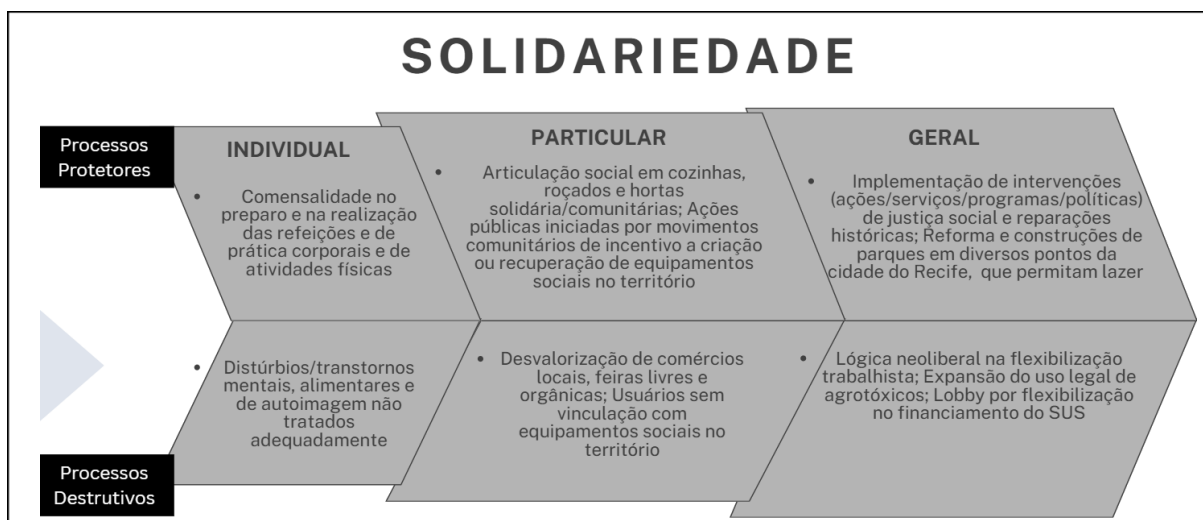 SOLIDARIEDADE
Processos
Protetores
INDIVIDUAL
• Comensalidade no
preparo e na realização
das refeições e de
prática corporais e de
atividades físicas
PARTICULAR
• Articulação social em cozinhas,
roçados e hortas
solidária/comunitárias; Ações
públicas iniciadas por movimentos
comunitários de incentivo a criação
ou recuperação de equipamentos
sociais no território
GERAL
• Implementação de intervenções
(ações/serviços/programas/políticas)
de justiça social e reparações
históricas; Reforma e construções de
parques em diversos pontos da
cidade do Recife, que permitam lazer
Processos
Destrutivos
• Distúrbios/transtornos
mentais, alimentares e
de autoimagem não
tratados
adequadamente
• Desvalorização de comércios
locais, feiras livres e
orgânicas; Usuários sem
vinculação com
equipamentos sociais no
território
• Lógica neoliberal na flexibilização
trabalhista; Expansão do uso legal de
agrotóxicos; Lobby por flexibilização
no financiamento do SUS